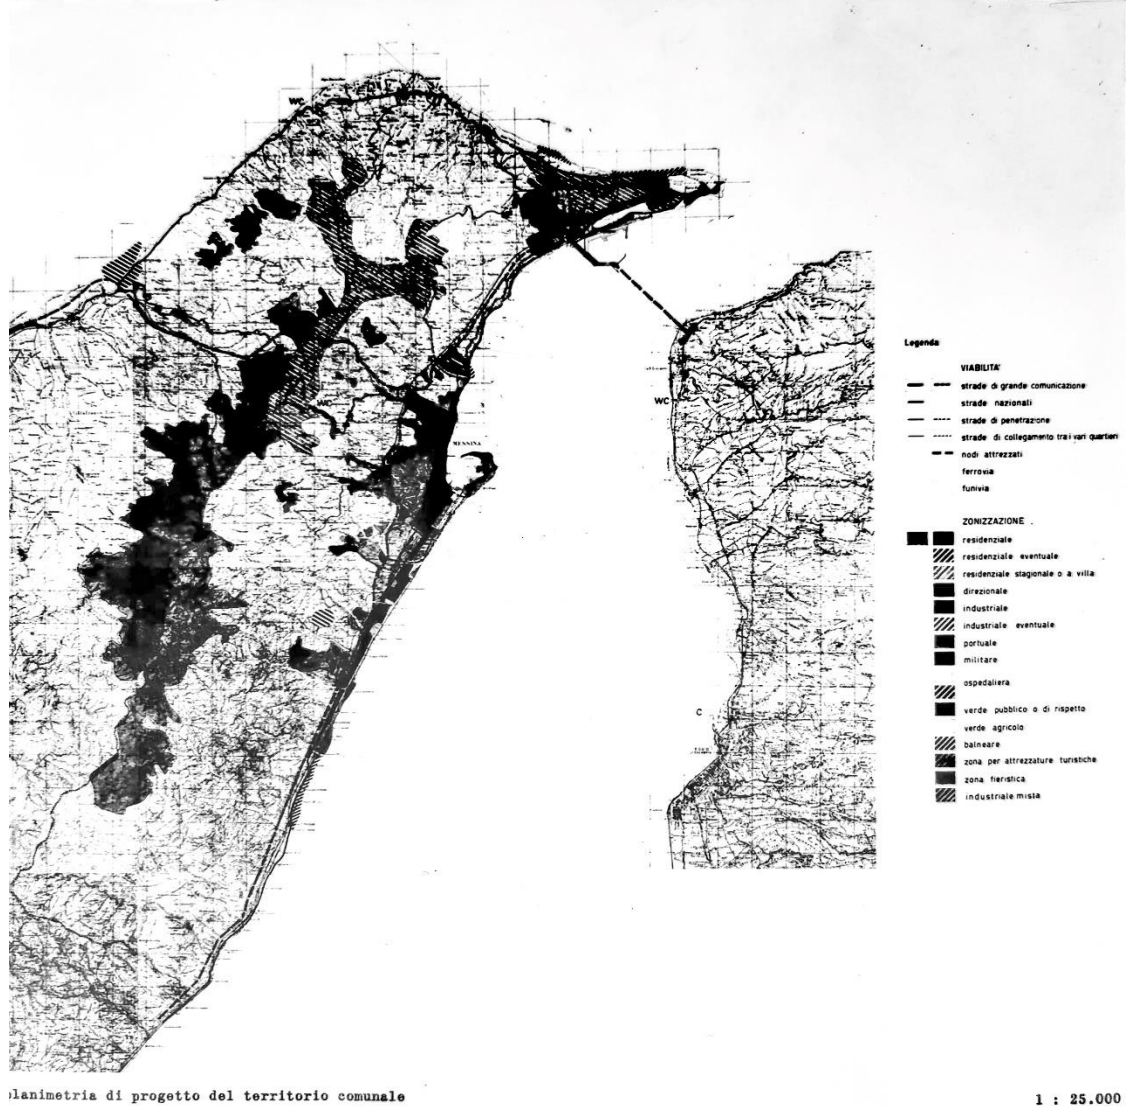 WC
WC
WC
MESSINA
C
Legenda
VIABILITA'
strade di grande comunicazione
strade nazionali
strade di penetrazione
strade di collegamento tra i vari quartieri
nodi attrezzati
ferrovia
funivia
ZONIZZAZIONE
residenziale
residenziale eventuale
residenziale stagionale o a villa
direzionale
industriale
industriale eventuale
portuale
militare
ospedaliera
verde pubblico o di rispetto
verde agricolo
balneare
zona per attrezzature turistiche
zona fieristica
industriale mista
planimetria di progetto del territorio comunale
1 : 25.000